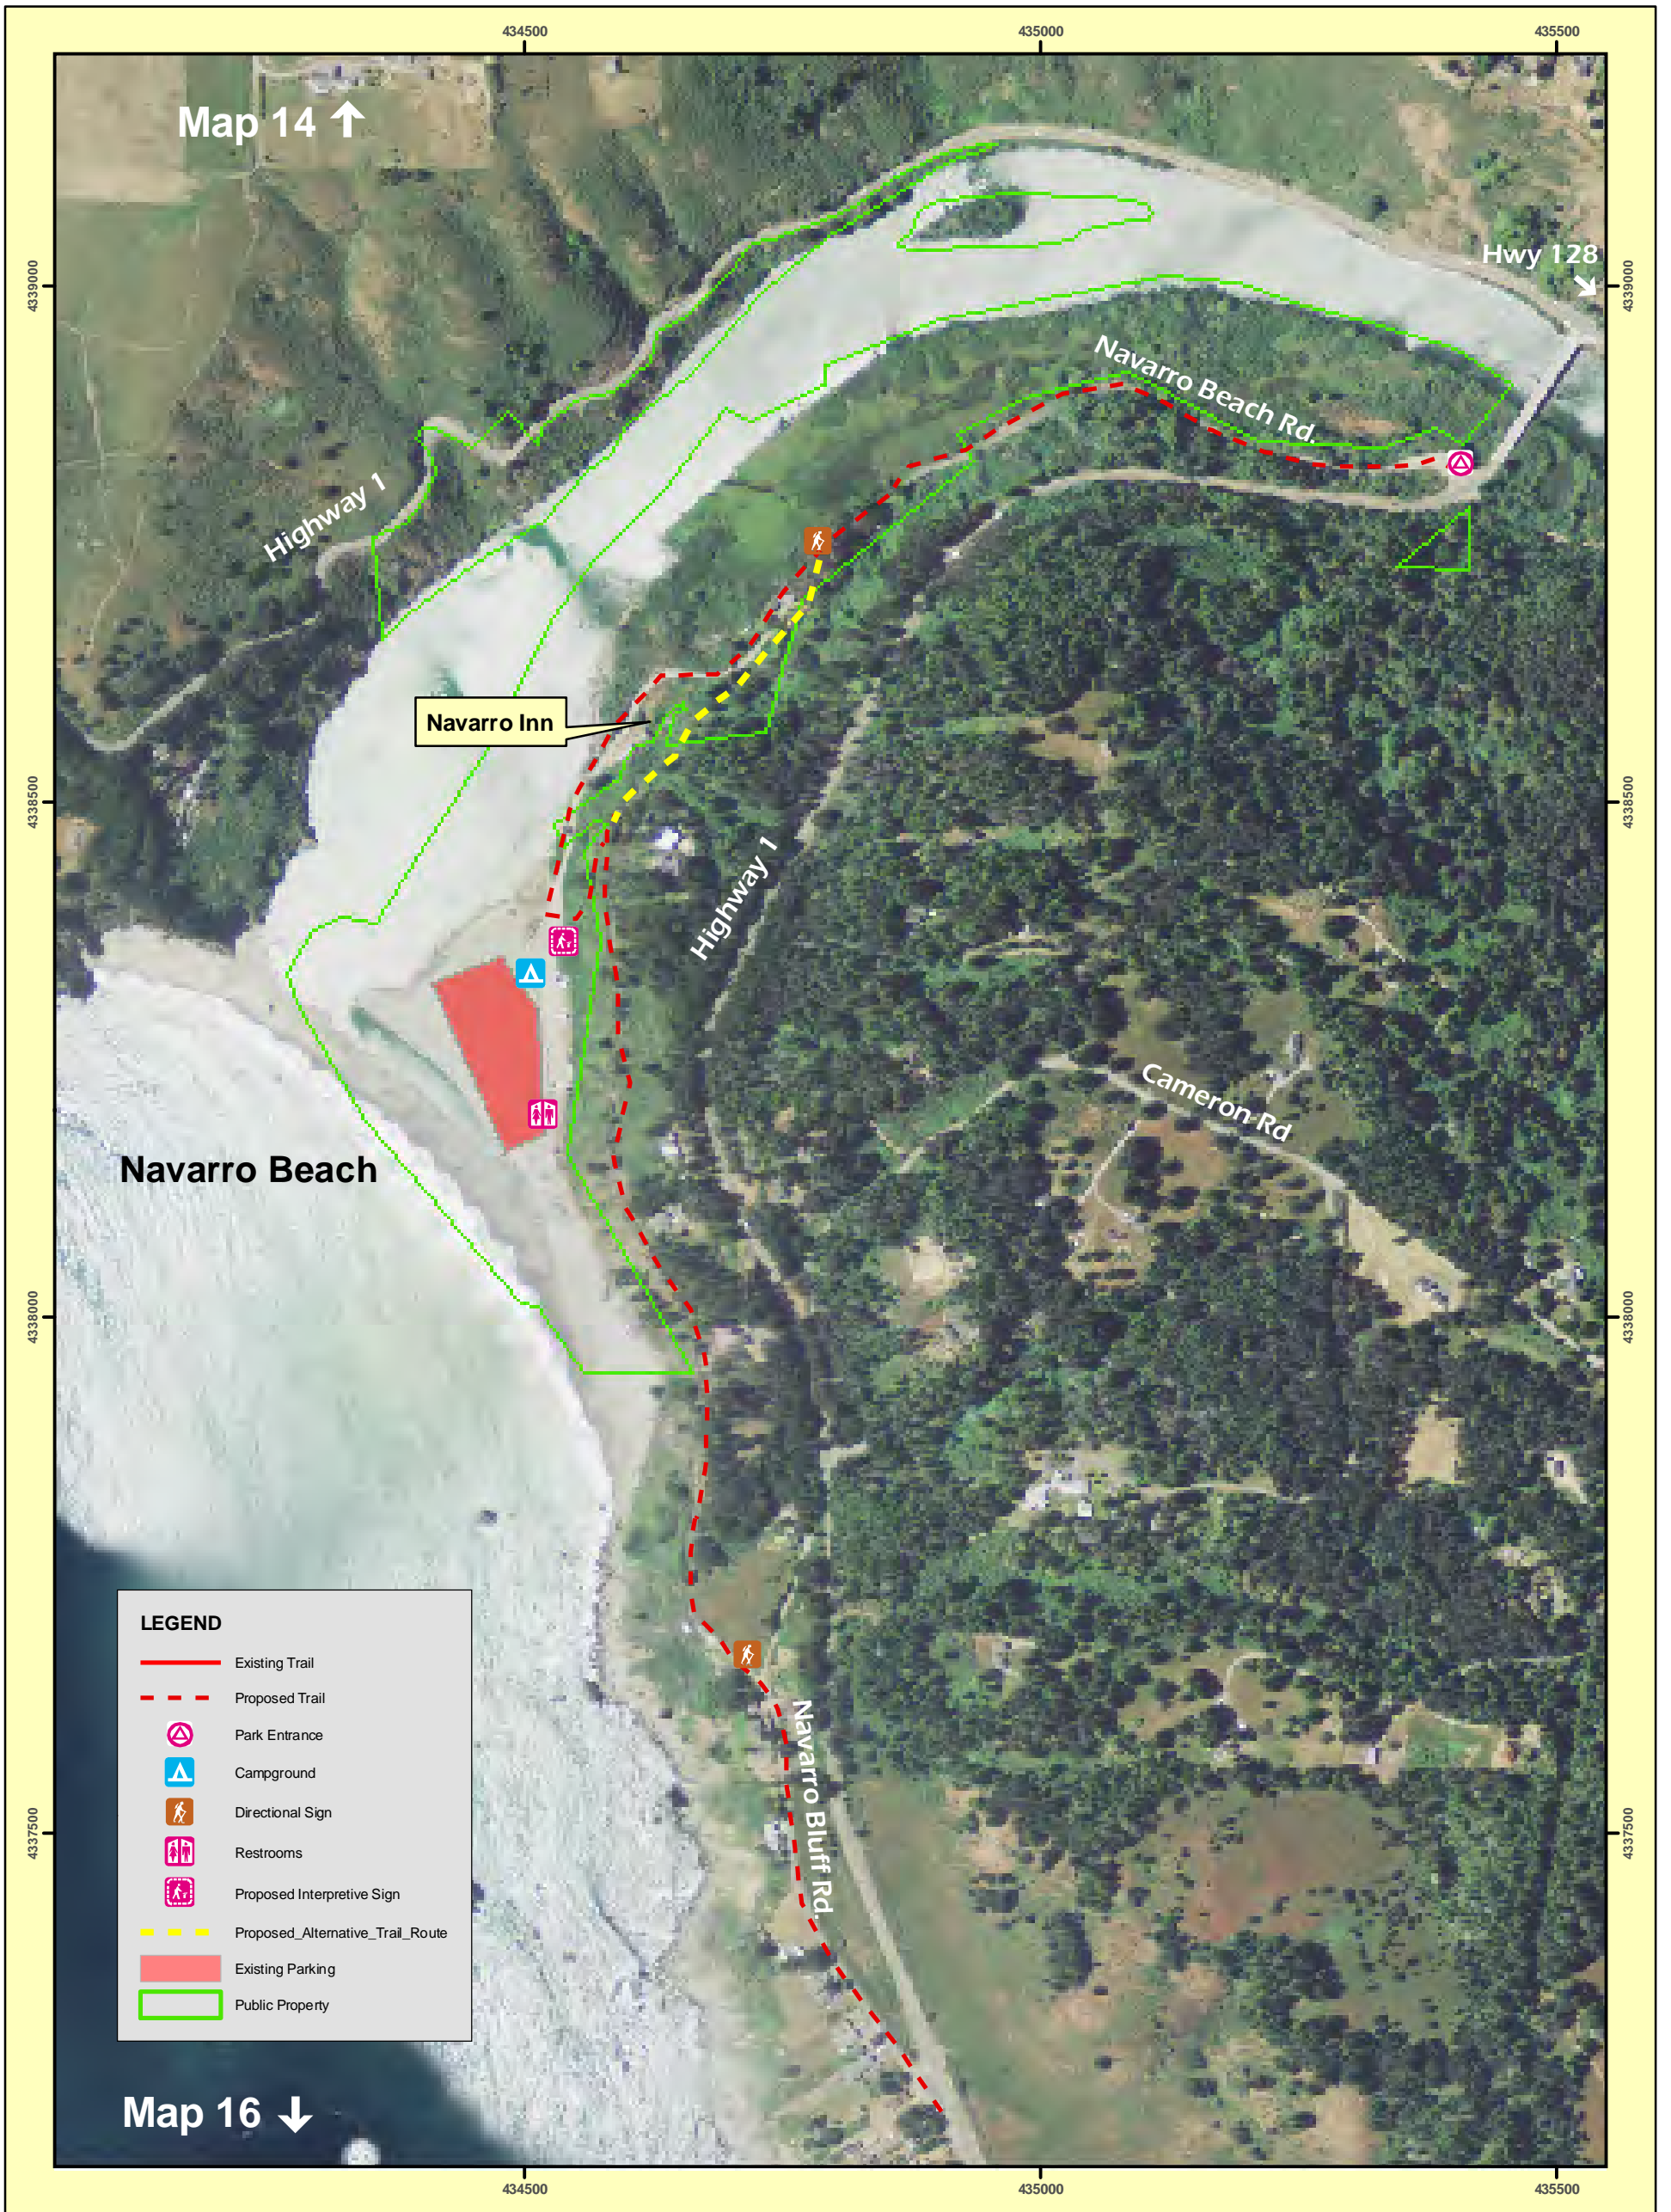 434500
435000
435500
Map 14
Hwy 128
4339000
4339000
Navarro Beach Rd.
Highway 1
Navarro Inn
4338500
4338500
Highway 1
Cameron Rd
Navarro Beach
4338000
4338000
LEGEND
Existing Trail
Proposed Trail
Park Entrance
Campground
Directional Sign
Restrooms
Proposed Interpretive Sign
Proposed_Alternative_Trail_Route
Existing Parking
Public Property
Navarro Bluff Rd.
4337500
4337500
Map 16
434500
435000
435500